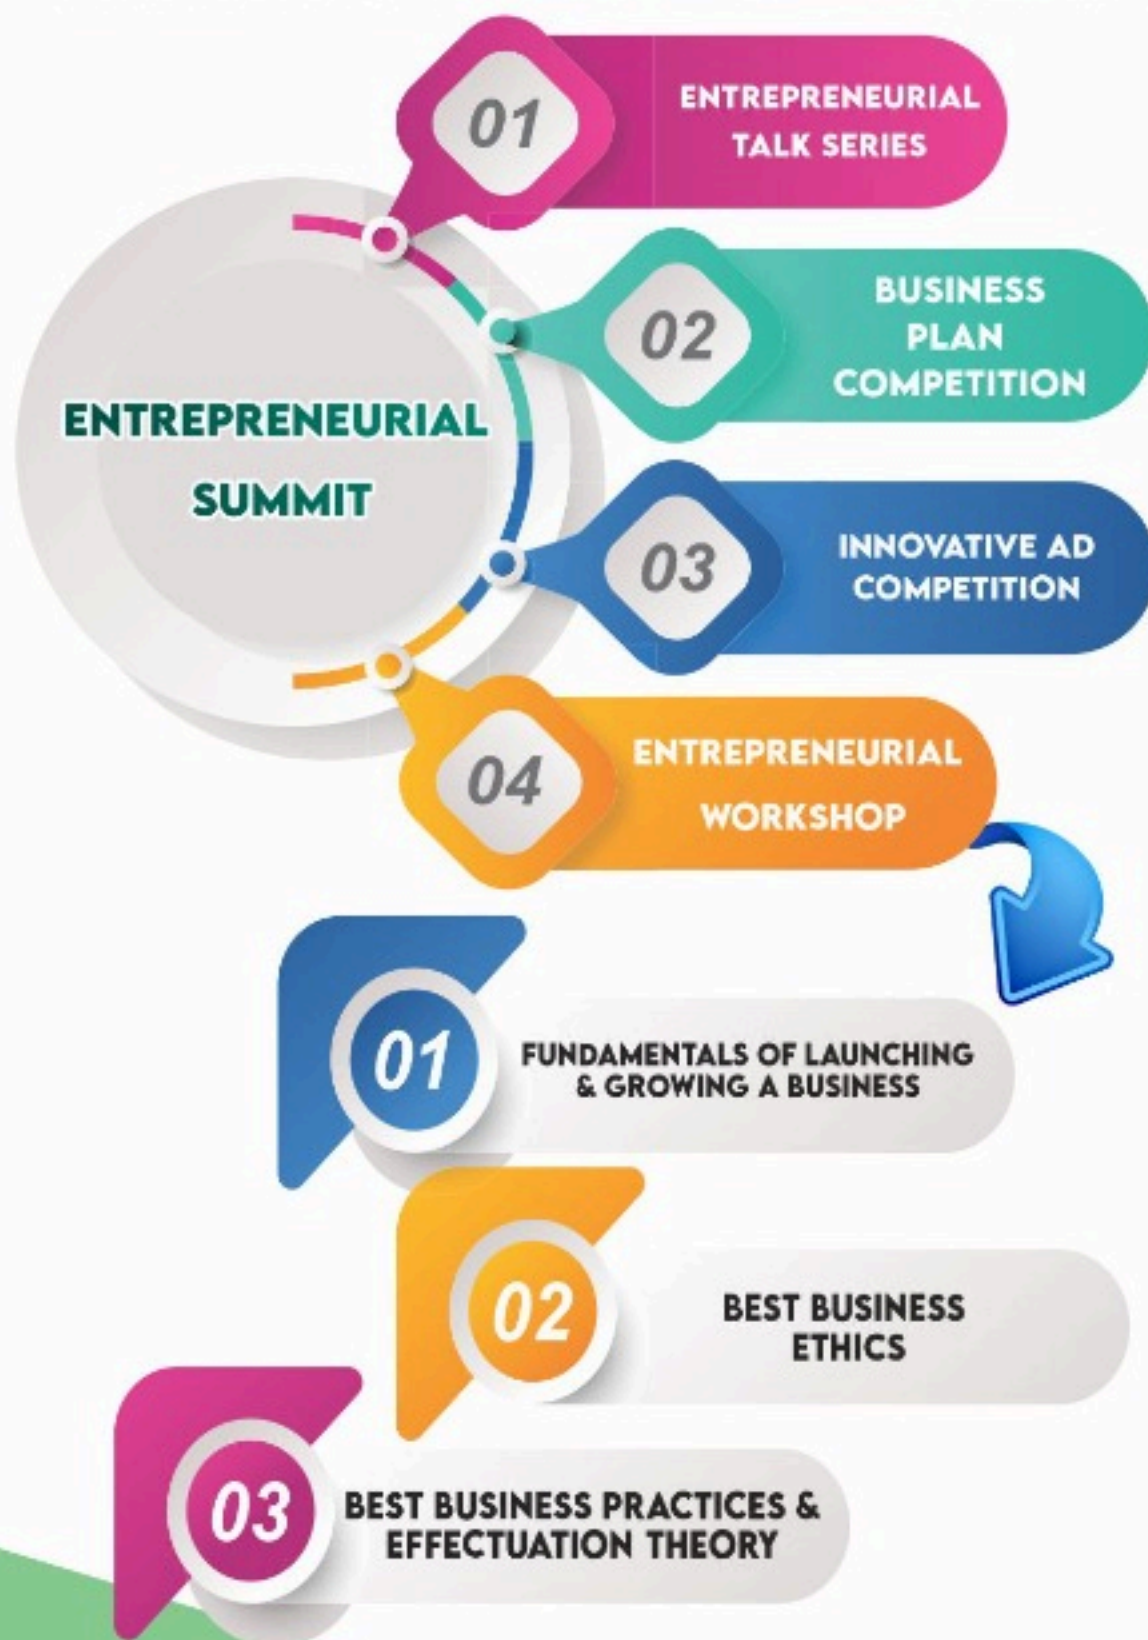 ENTREPRENEURIAL
SUMMIT
01
ENTREPRENEURIAL
TALK SERIES
02
BUSINESS
PLAN
COMPETITION
03
INNOVATIVE AD
COMPETITION
04
ENTREPRENEURIAL
WORKSHOP
01
FUNDAMENTALS OF LAUNCHING
& GROWING A BUSINESS
02
BEST BUSINESS
ETHICS
03
BEST BUSINESS PRACTICES &
EFFECTUATION THEORY